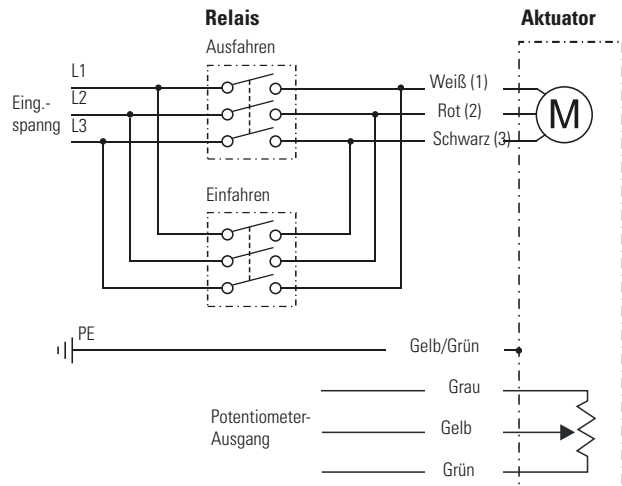 Relais
Aktuator
Ausfahren
L1
L2
L3
Eing.-
spanng
Weiß (1)
Rot (2)
Schwarz (3)
M
Einfahren
PE
Gelb/Grün
Grau
Potentiometer-
Ausgang
Gelb
Grün